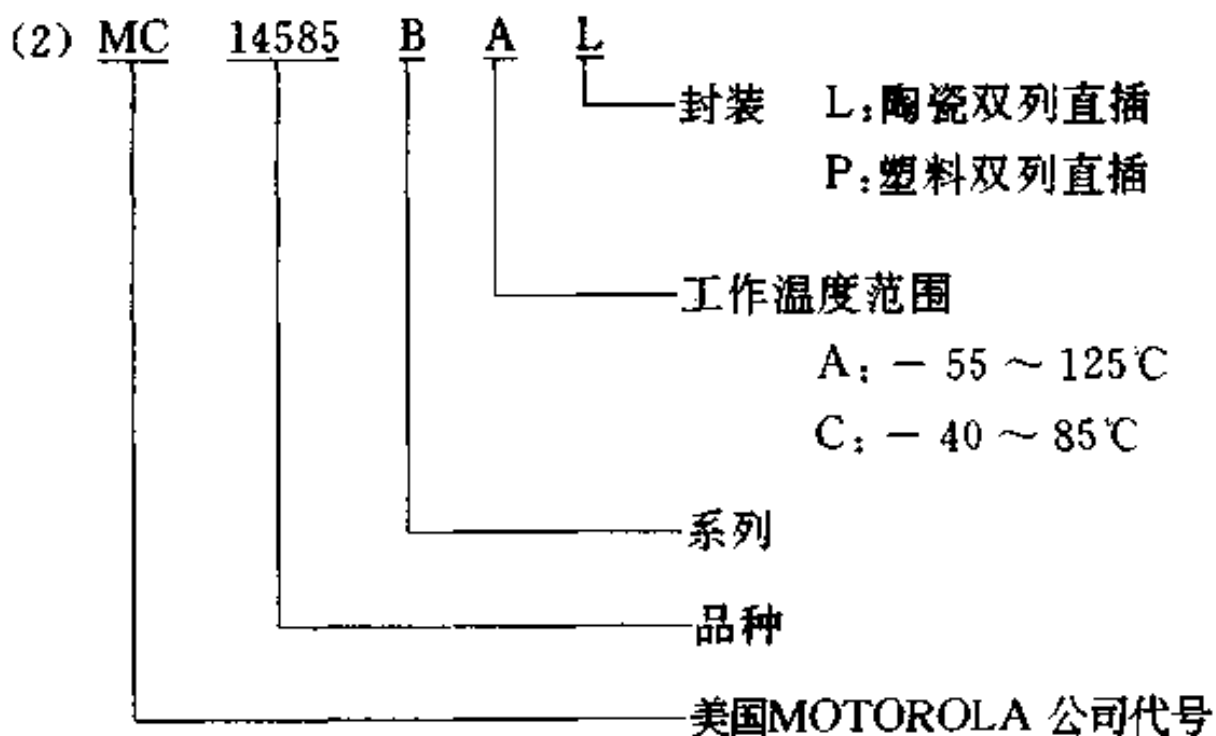 (2) MC 14585 B A L
封装 L:陶瓷双列直插
P:塑料双列直插
工作温度范围
A: － 55 ～ 125℃
C: － 40 ～ 85℃
系列
品种
美国MOTOROLA 公司代号